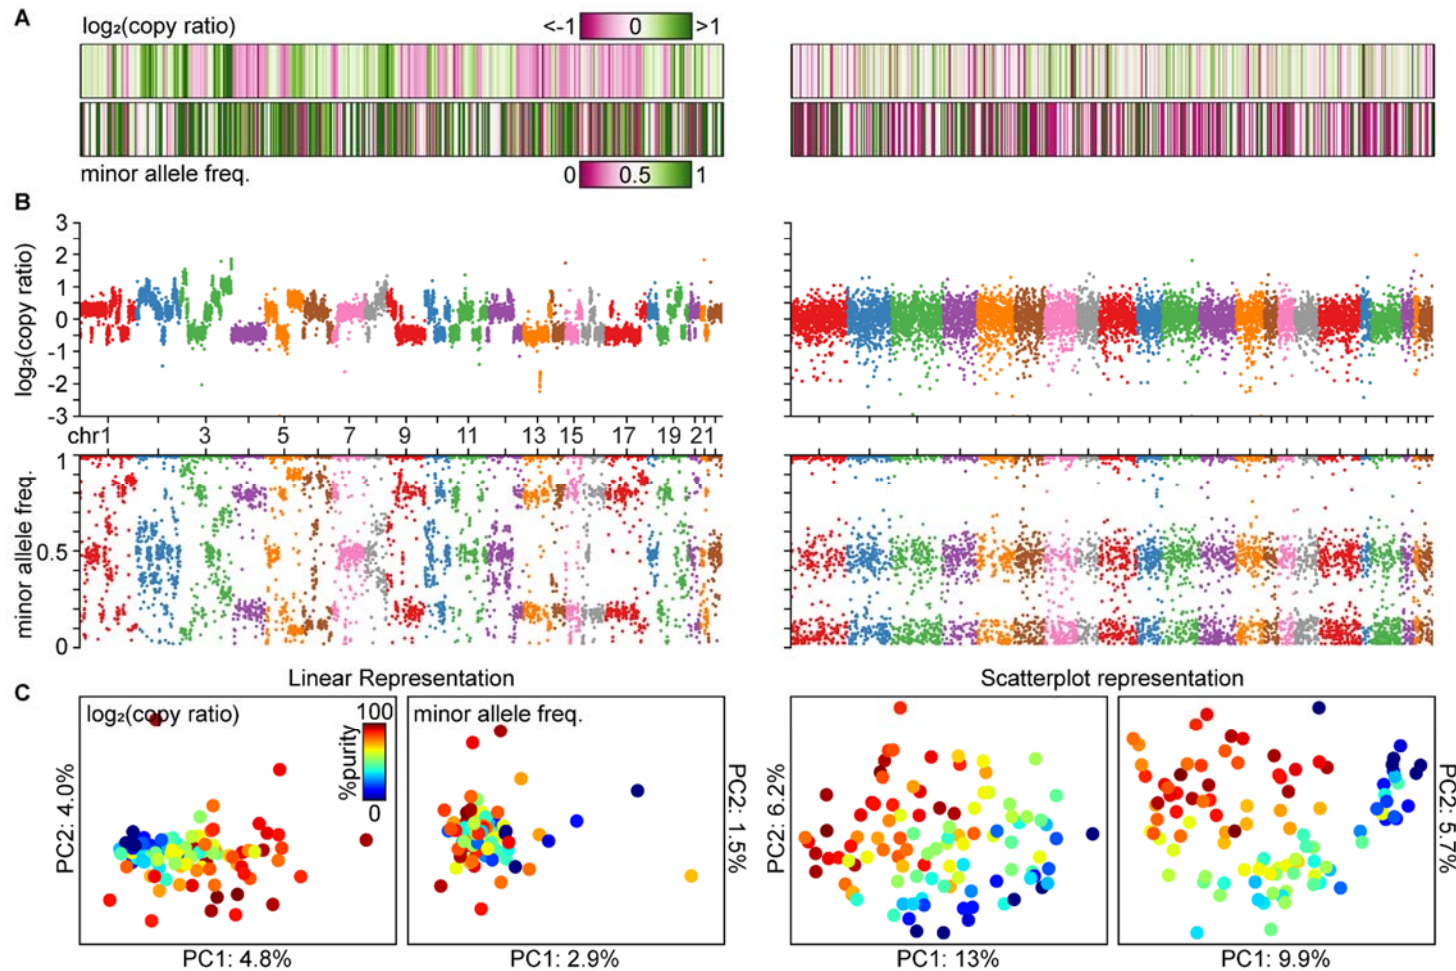 A
log₂(copy ratio)
<-1 0 >1
minor allele freq.
0 0.5 1
B
log₂(copy ratio)
3
2
1
0
-1
-2
-3
chr1 3 5 7 9 11 13 15 17 19 21
minor allele freq.
1
0.5
0
C
Linear Representation
Scatterplot representation
log₂(copy ratio)
100
%purity
0
minor allele freq.
PC2: 4.0%
PC1: 4.8%
PC2: 1.5%
PC1: 2.9%
PC2: 6.2%
PC1: 13%
PC2: 5.7%
PC1: 9.9%